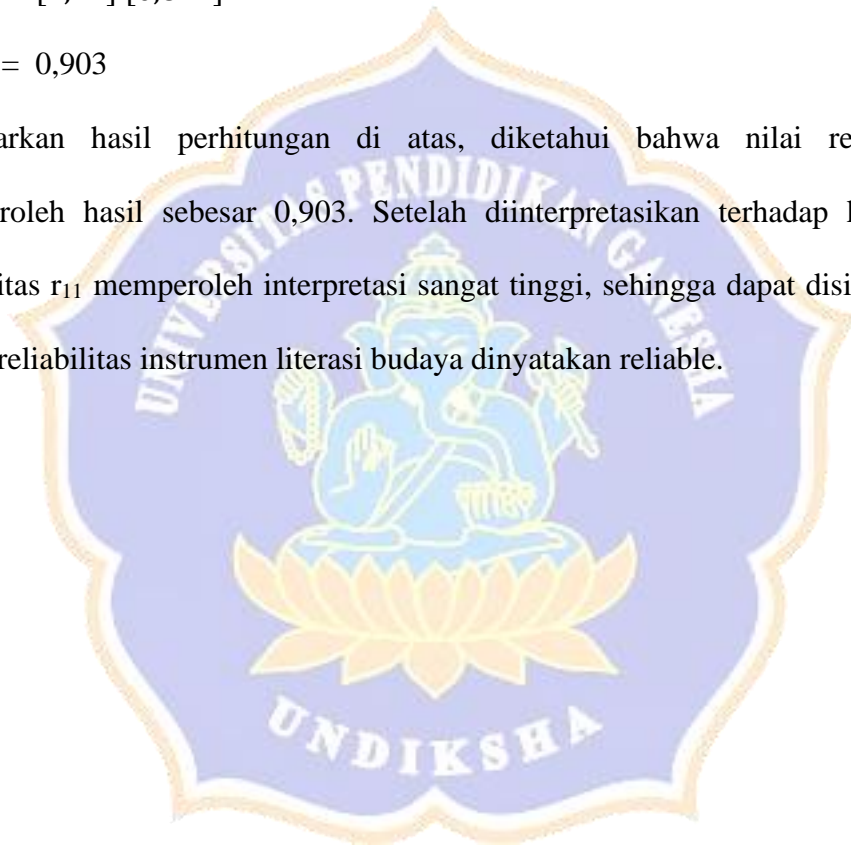 = 0,903
arkan hasil perhitungan di atas, diketahui bahwa nilai re
roleh hasil sebesar 0,903. Setelah diinterpretasikan terhadap
itas r₁₁ memperoleh interpretasi sangat tinggi, sehingga dapat disi
reliabilitas instrumen literasi budaya dinyatakan reliable.
UNIVERSITAS PENDIDIKAN GANESHA
UNDIKSHA